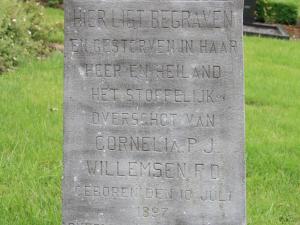 HIER LIGT BEGRAVEN
EN GESTORVEN IN HAAR
HEER EN HEILAND
HET STOFFELIJK
OVERSCHOT VAN
CORNELIA P. J.
WILLEMSEN F.D.
GEBOREN DEN 10 JULI
1897